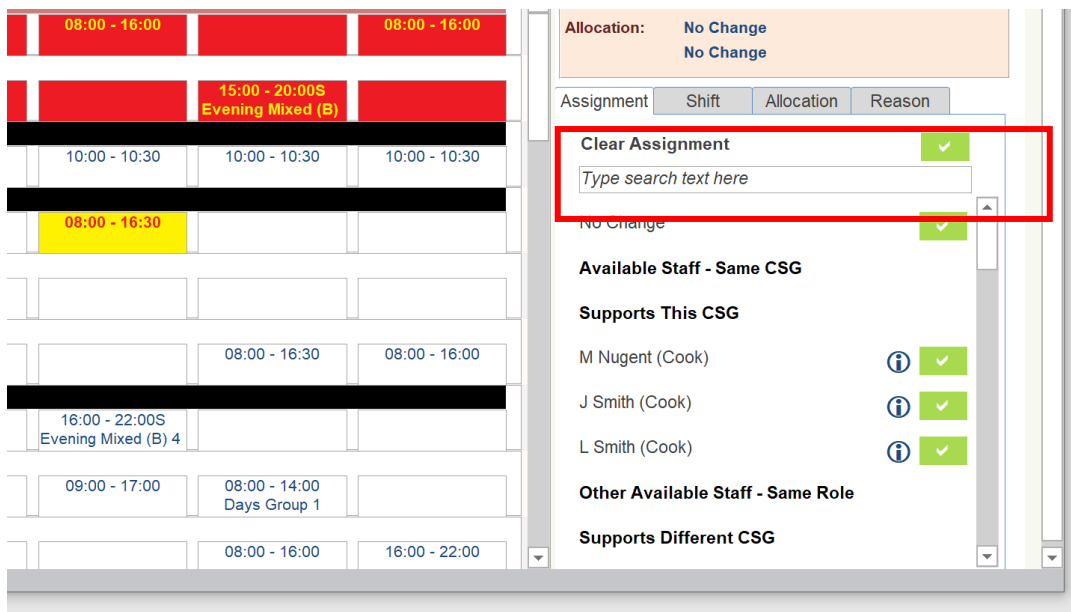 08:00 - 16:00
08:00 - 16:00
15:00 - 20:00S
Evening Mixed (B)
10:00 - 10:30
10:00 - 10:30
10:00 - 10:30
08:00 - 16:30
08:00 - 16:30
08:00 - 16:00
16:00 - 22:00S
Evening Mixed (B) 4
09:00 - 17:00
08:00 - 14:00
Days Group 1
08:00 - 16:00
16:00 - 22:00
Allocation: No Change
No Change
Assignment
Shift
Allocation
Reason
Clear Assignment
Type search text here
No Change
Available Staff - Same CSG
Supports This CSG
M Nugent (Cook)
J Smith (Cook)
L Smith (Cook)
Other Available Staff - Same Role
Supports Different CSG